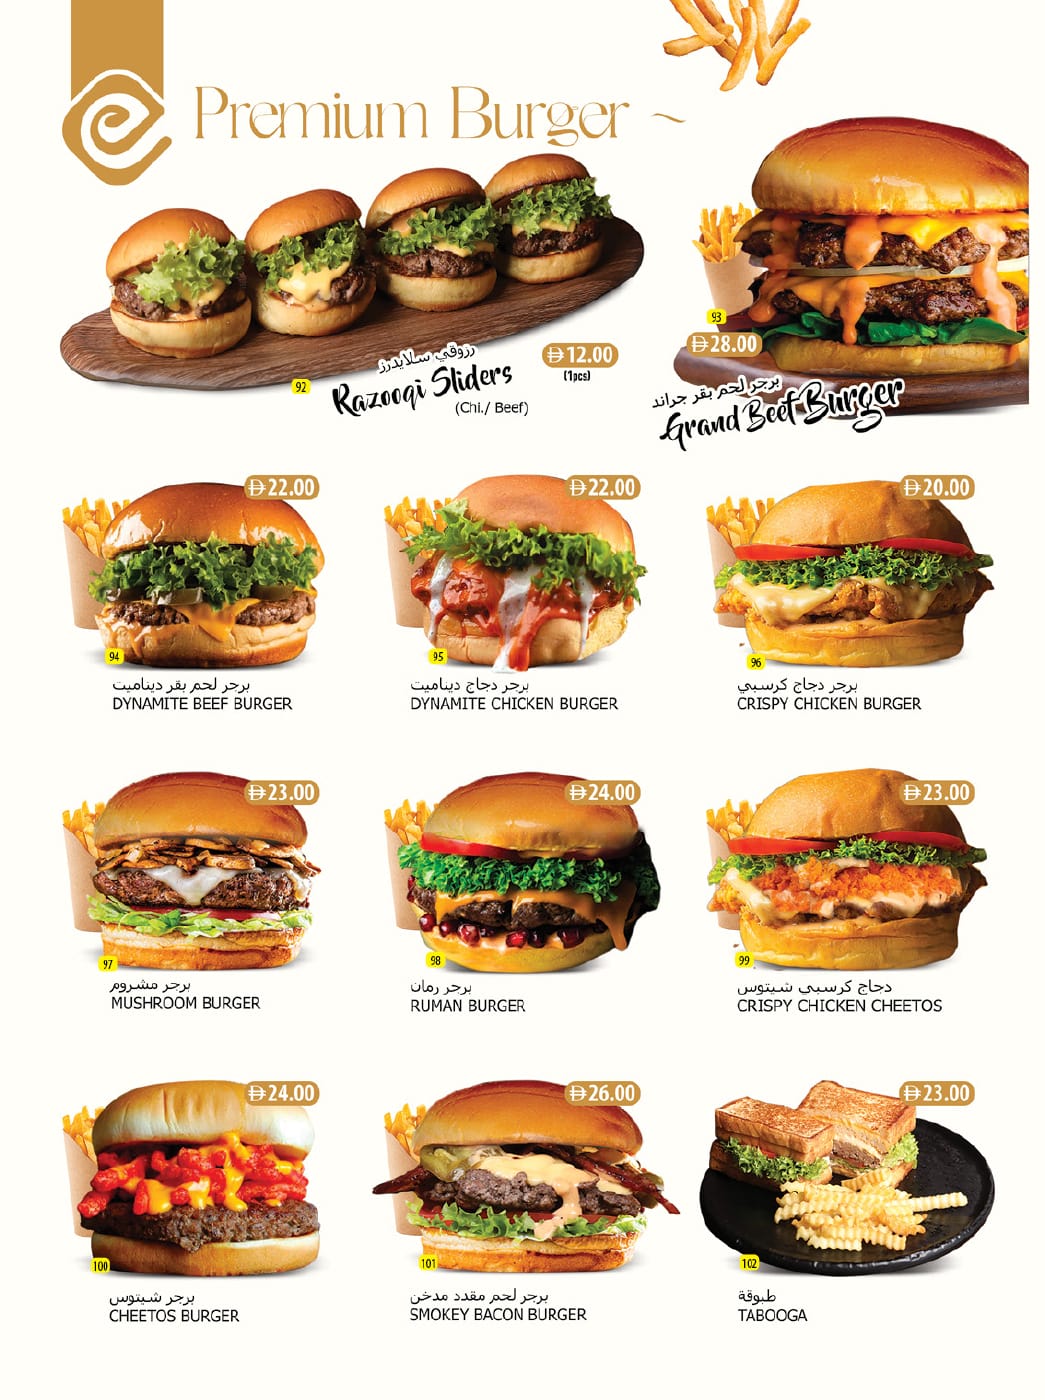 Premium Burger ~
رزوقي سلايدرز
Razooqi Sliders
(Chi./ Beef)
12.00
(1pcs)
92
93
28.00
برجر لحم بقر جراند
Grand Beef Burger
22.00
94
برجر لحم بقر ديناميت
DYNAMITE BEEF BURGER
22.00
95
برجر دجاج ديناميت
DYNAMITE CHICKEN BURGER
20.00
96
برجر دجاج كرسبي
CRISPY CHICKEN BURGER
23.00
97
برجر مشروم
MUSHROOM BURGER
24.00
98
برجر رمان
RUMAN BURGER
23.00
99
دجاج كرسبي شيتوس
CRISPY CHICKEN CHEETOS
24.00
100
برجر شيتوس
CHEETOS BURGER
26.00
101
برجر لحم مقدد مدخن
SMOKEY BACON BURGER
23.00
102
طبوقة
TABOOGA